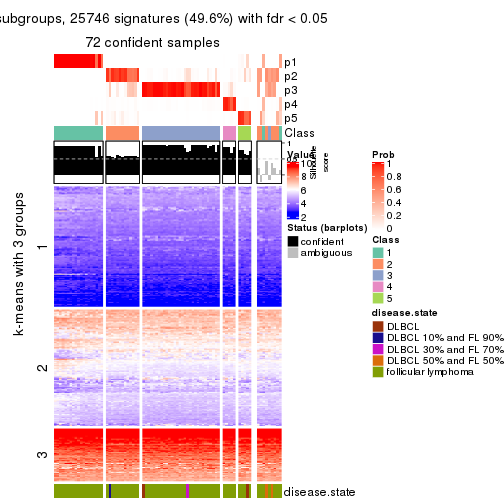 subgroups, 25746 signatures (49.6%) with fdr < 0.05
72 confident samples
p1
p2
p3
p4
p5
Class
1
Silhouette
score
Value
10
8
6
4
2
Status (barplots)
confident
ambiguous
Prob
1
0.8
0.6
0.4
0.2
0
Class
1
2
3
4
5
disease.state
DLBCL
DLBCL 10% and FL 90%
DLBCL 30% and FL 70%
DLBCL 50% and FL 50%
follicular lymphoma
k-means with 3 groups
1
2
3
disease.state